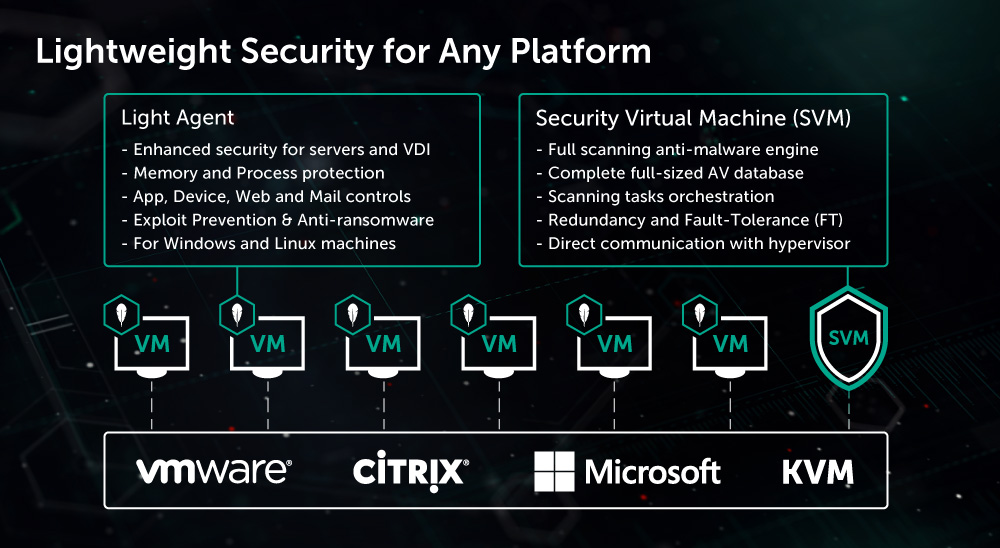 Lightweight Security for Any Platform
Light Agent
- Enhanced security for servers and VDI
- Memory and Process protection
- App, Device, Web and Mail controls
- Exploit Prevention & Anti-ransomware
- For Windows and Linux machines
Security Virtual Machine (SVM)
- Full scanning anti-malware engine
- Complete full-sized AV database
- Scanning tasks orchestration
- Redundancy and Fault-Tolerance (FT)
- Direct communication with hypervisor
VM VM VM VM VM VM SVM
vmware® CİTRIX® Microsoft KVM